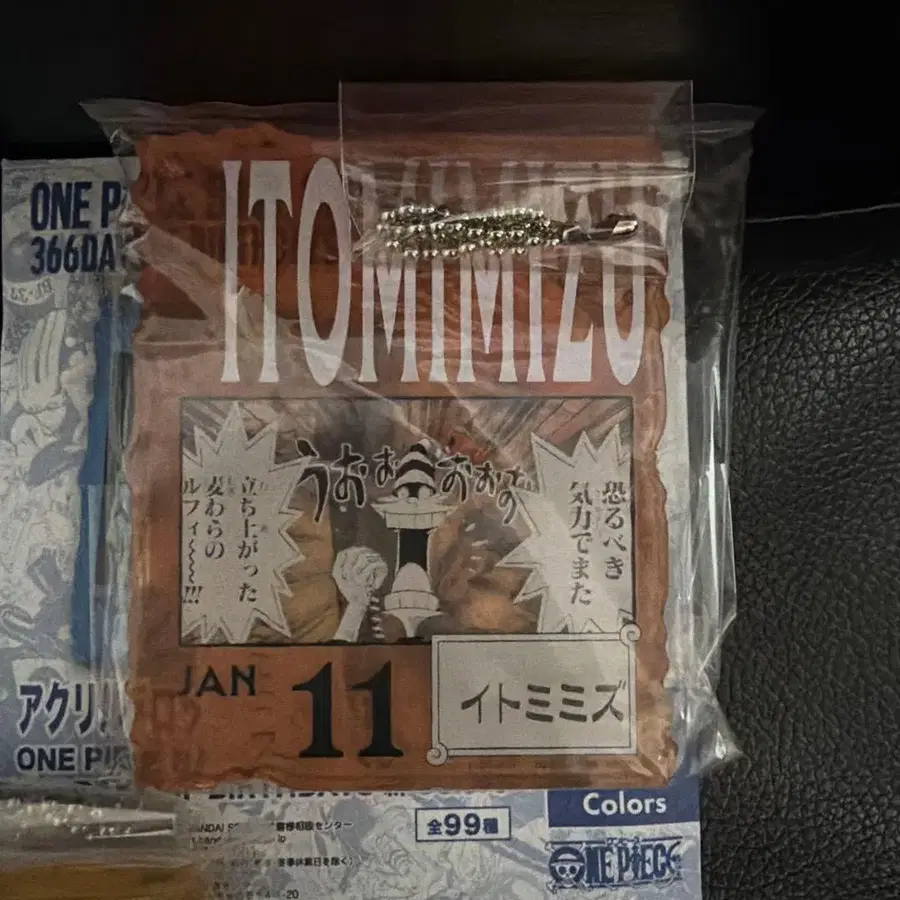 ITOMIMIZU
ONE P
366DA
恐るべき
気力でまた
うおおおおお
立ち上がった
麦わらの
ルフィ~~!!!
JAN
11
イトミミズ
アクリ
ONE PI
Colors
全99種
ONE PIECE